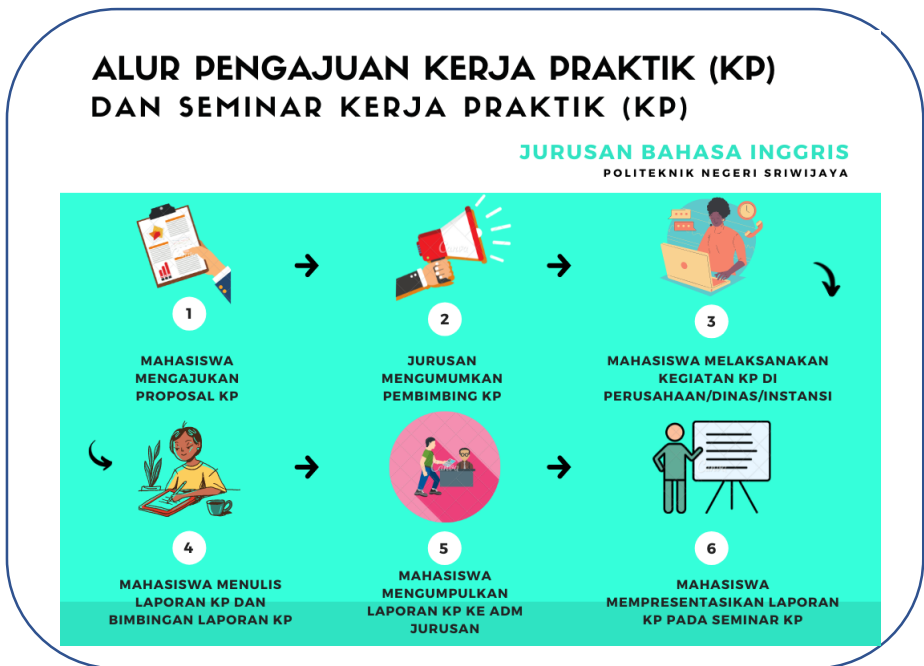 ALUR PENGAJUAN KERJA PRAKTIK (KP)
DAN SEMINAR KERJA PRAKTIK (KP)
JURUSAN BAHASA INGGRIS
POLITEKNIK NEGERI SRIWIJAYA
1
MAHASISWA
MENGAJUKAN
PROPOSAL KP
2
JURUSAN
MENGUMUMKAN
PEMBIMBING KP
3
MAHASISWA MELAKSANAKAN
KEGIATAN KP DI
PERUSAHAAN/DINAS/INSTANSI
4
MAHASISWA MENULIS
LAPORAN KP DAN
BIMBINGAN LAPORAN KP
5
MAHASISWA
MENGUMPULKAN
LAPORAN KP KE ADM
JURUSAN
6
MAHASISWA
MEMPRESENTASIKAN LAPORAN
KP PADA SEMINAR KP